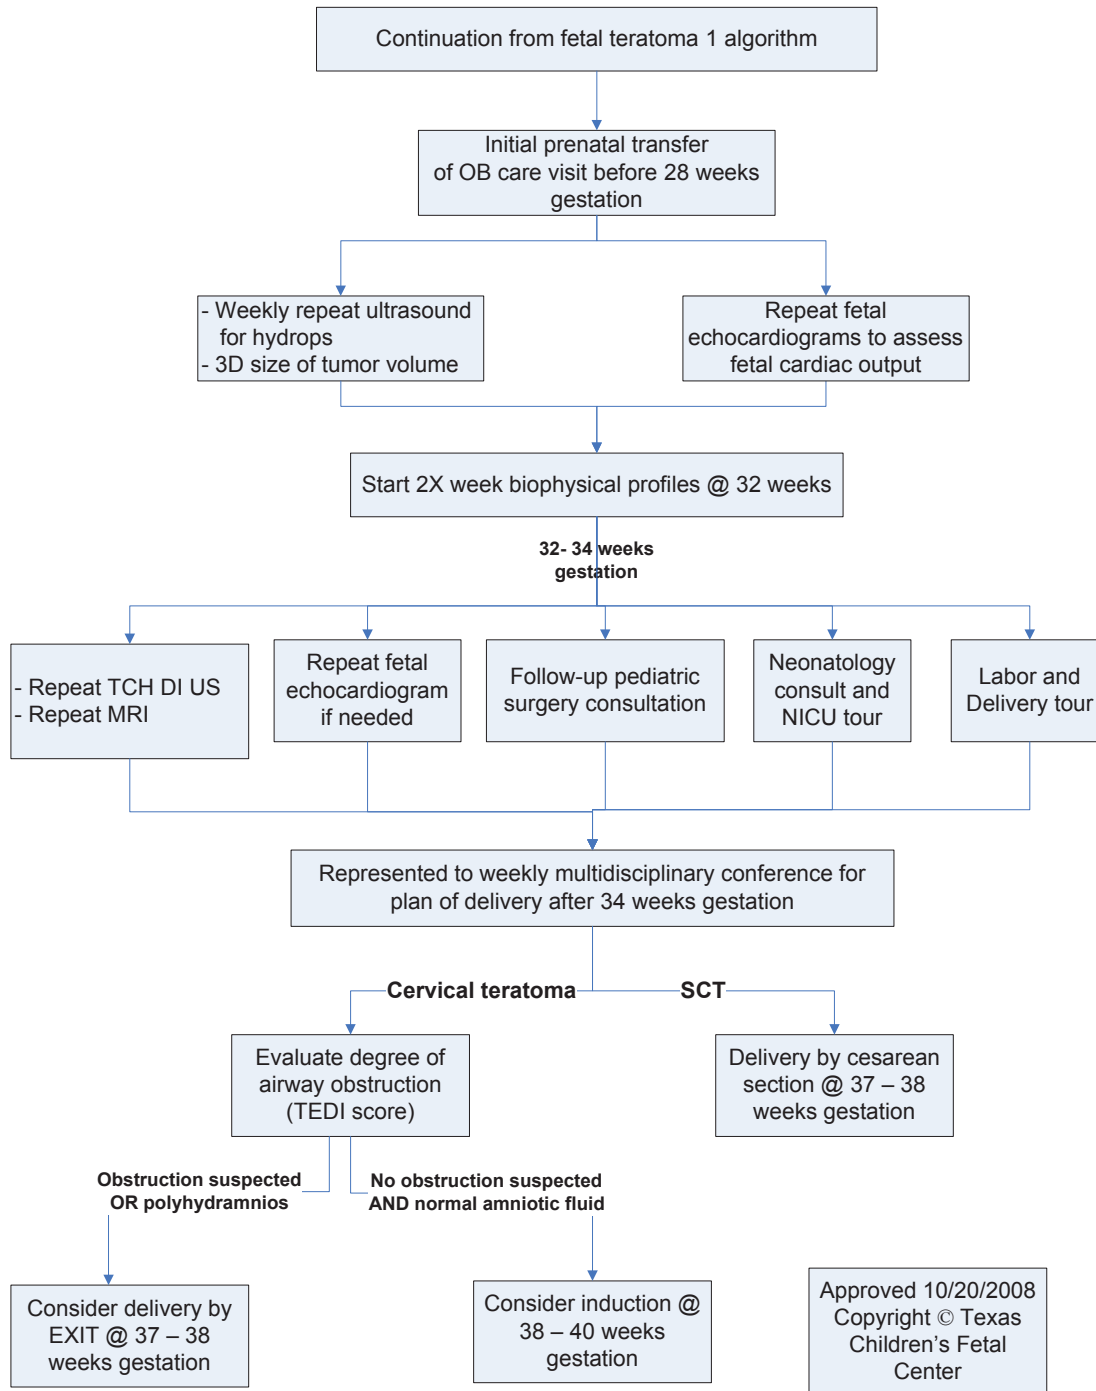 Continuation from fetal teratoma 1 algorithm
Initial prenatal transfer
of OB care visit before 28 weeks
gestation
- Weekly repeat ultrasound
for hydrops
- 3D size of tumor volume
Repeat fetal
echocardiograms to assess
fetal cardiac output
Start 2X week biophysical profiles @ 32 weeks
32- 34 weeks
gestation
- Repeat TCH DI US
- Repeat MRI
Repeat fetal
echocardiogram
if needed
Follow-up pediatric
surgery consultation
Neonatology
consult and
NICU tour
Labor and
Delivery tour
Represented to weekly multidisciplinary conference for
plan of delivery after 34 weeks gestation
Cervical teratoma
SCT
Evaluate degree of
airway obstruction
(TEDI score)
Delivery by cesarean
section @ 37 – 38
weeks gestation
Obstruction suspected
OR polyhydramnios
No obstruction suspected
AND normal amniotic fluid
Consider delivery by
EXIT @ 37 – 38
weeks gestation
Consider induction @
38 – 40 weeks
gestation
Approved 10/20/2008
Copyright © Texas
Children’s Fetal
Center